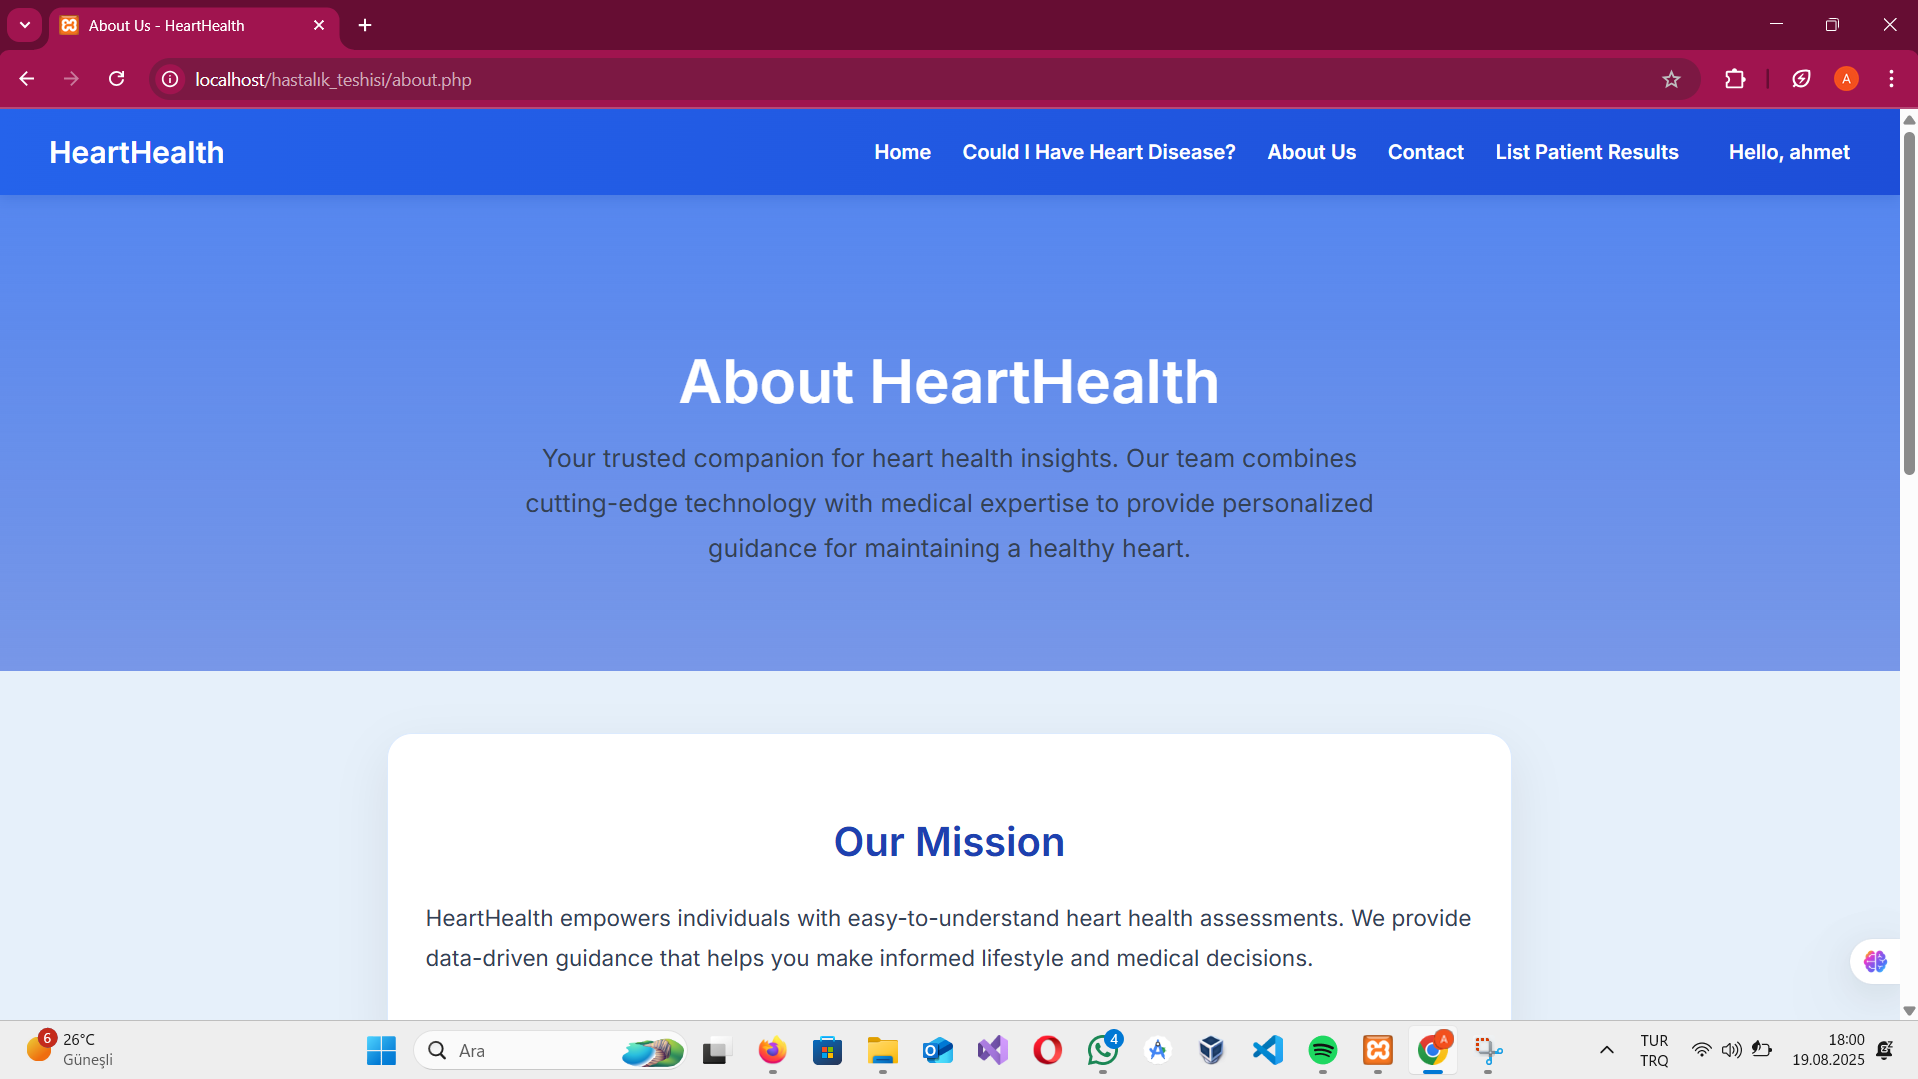 About Us - HeartHealth
localhost/hastalık_teshisi/about.php
A
HeartHealth
Home
Could I Have Heart Disease?
About Us
Contact
List Patient Results
Hello, ahmet
About HeartHealth
Your trusted companion for heart health insights. Our team combines
cutting-edge technology with medical expertise to provide personalized
guidance for maintaining a healthy heart.
Our Mission
HeartHealth empowers individuals with easy-to-understand heart health assessments. We provide
data-driven guidance that helps you make informed lifestyle and medical decisions.
6
26°C
Güneşli
Ara
4
A
TUR
TRQ
18:00
19.08.2025